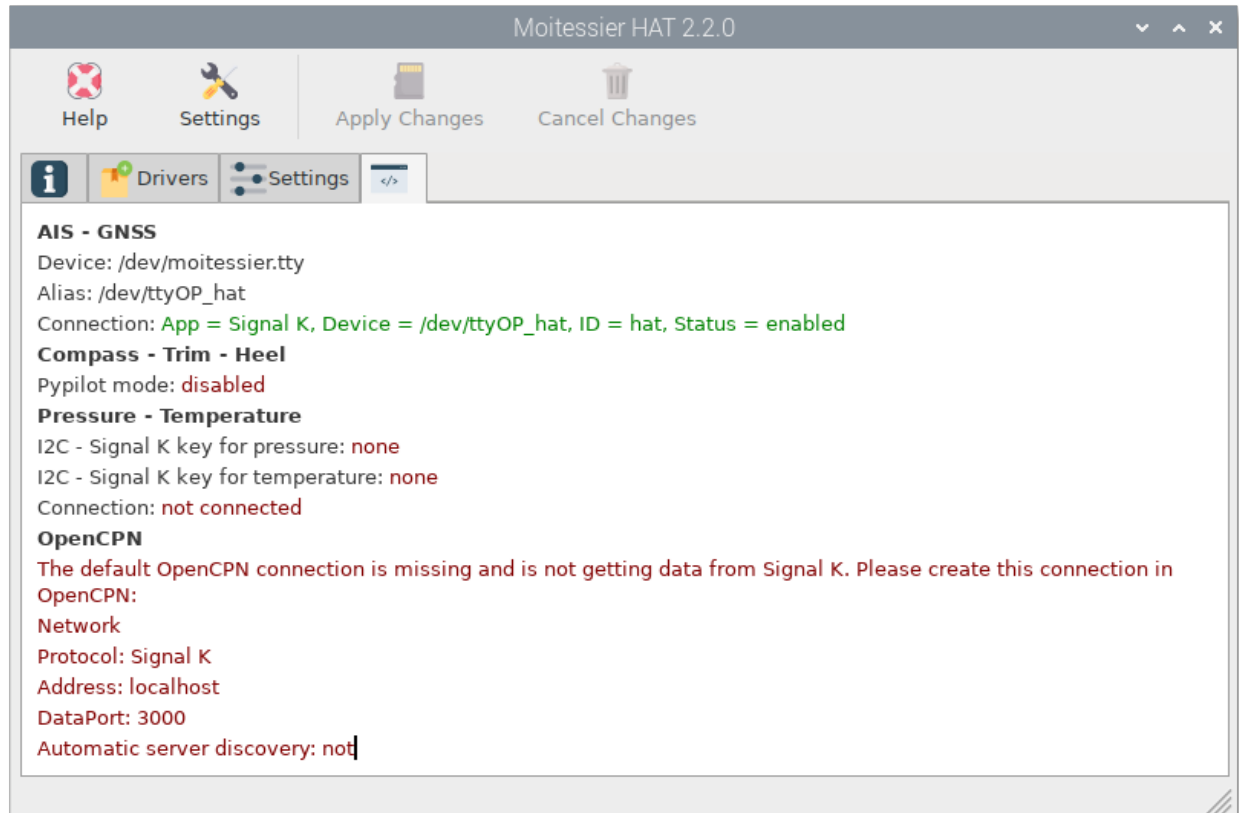 Moitessier HAT 2.2.0
Help
Settings
Apply Changes
Cancel Changes
i
Drivers
Settings
</>
AIS - GNSS
Device: /dev/moitessier.tty
Alias: /dev/ttyOP_hat
Connection: App = Signal K, Device = /dev/ttyOP_hat, ID = hat, Status = enabled
Compass - Trim - Heel
Pypilot mode: disabled
Pressure - Temperature
I2C - Signal K key for pressure: none
I2C - Signal K key for temperature: none
Connection: not connected
OpenCPN
The default OpenCPN connection is missing and is not getting data from Signal K. Please create this connection in
OpenCPN:
Network
Protocol: Signal K
Address: localhost
DataPort: 3000
Automatic server discovery: not